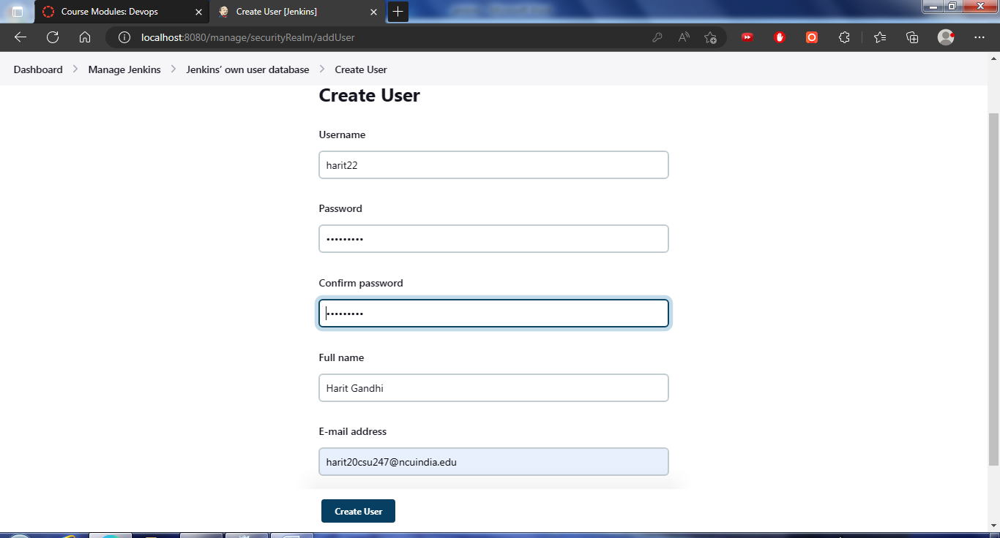 Course Modules: Devops
Create User [Jenkins]
localhost:8080/manage/securityRealm/addUser
Dashboard > Manage Jenkins > Jenkins’ own user database > Create User
Create User
Username
harit22
Password
•••••••••
Confirm password
•••••••••
Full name
Harit Gandhi
E-mail address
harit20csu247@ncuindia.edu
Create User